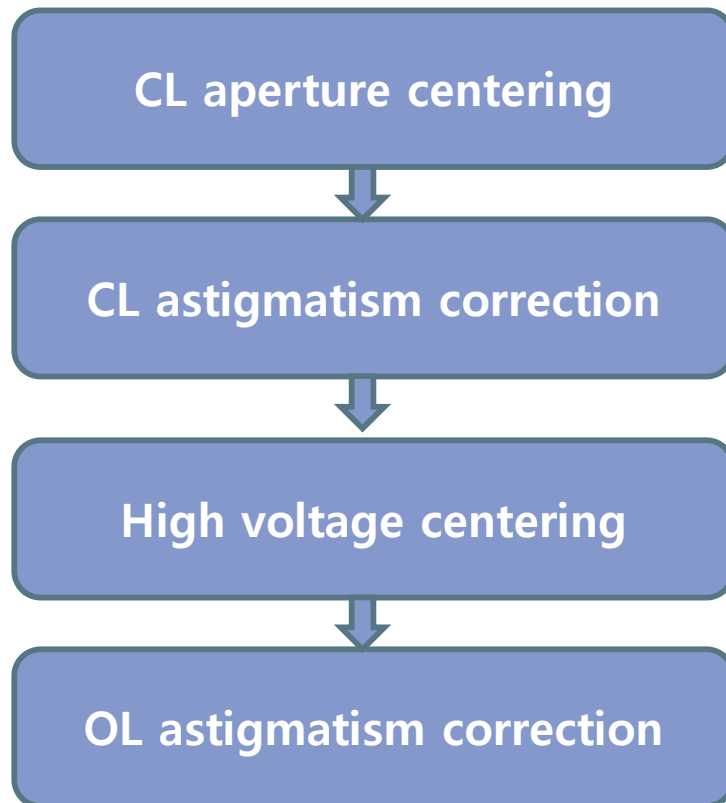 CL aperture centering
CL astigmatism correction
High voltage centering
OL astigmatism correction